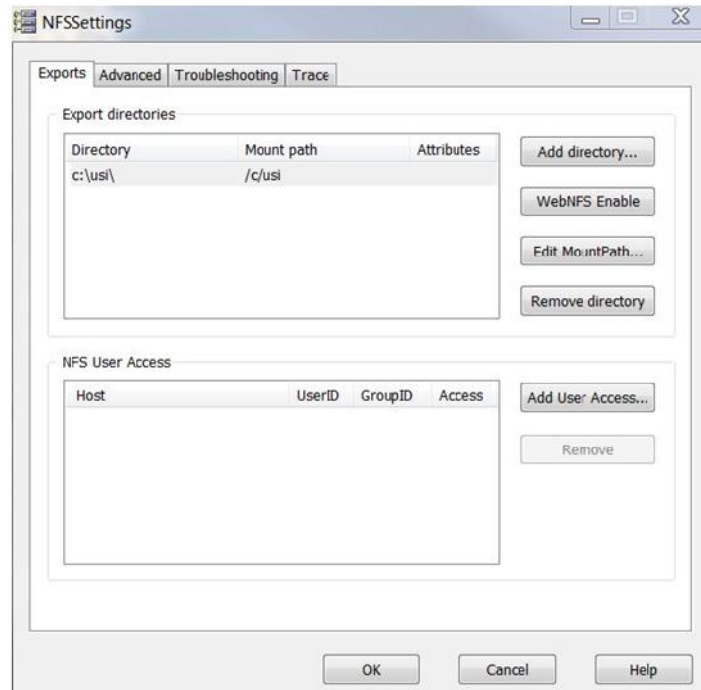 NFSSettings
Exports Advanced Troubleshooting Trace
Export directories
Directory Mount path Attributes
c:\usi\ /c/usi
Add directory...
WebNFS Enable
Edit MountPath...
Remove directory
NFS User Access
Host UserID GroupID Access
Add User Access...
Remove
OK Cancel Help